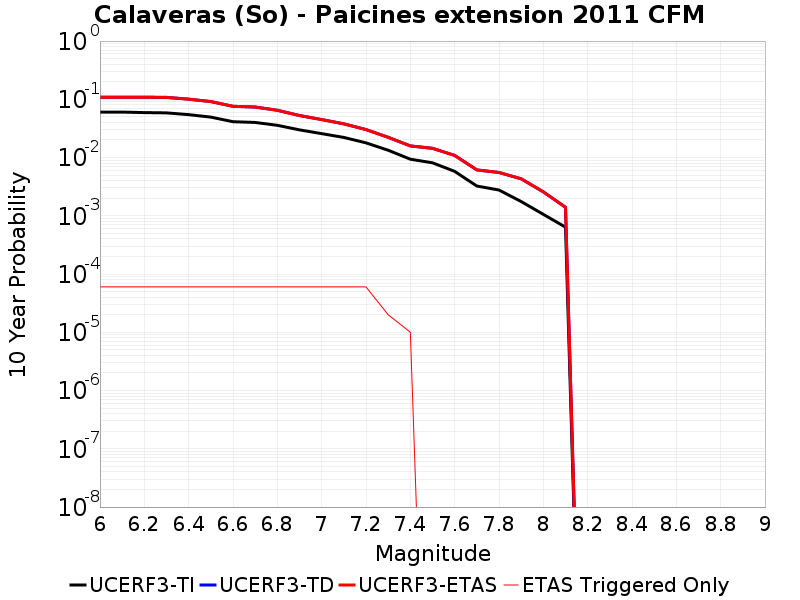 Calaveras (So) - Paicines extension 2011 CFM
10 Year Probability
10^0
10^-1
10^-2
10^-3
10^-4
10^-5
10^-6
10^-7
10^-8
6 6.2 6.4 6.6 6.8 7 7.2 7.4 7.6 7.8 8 8.2 8.4 8.6 8.8 9
Magnitude
UCERF3-TI UCERF3-TD UCERF3-ETAS ETAS Triggered Only